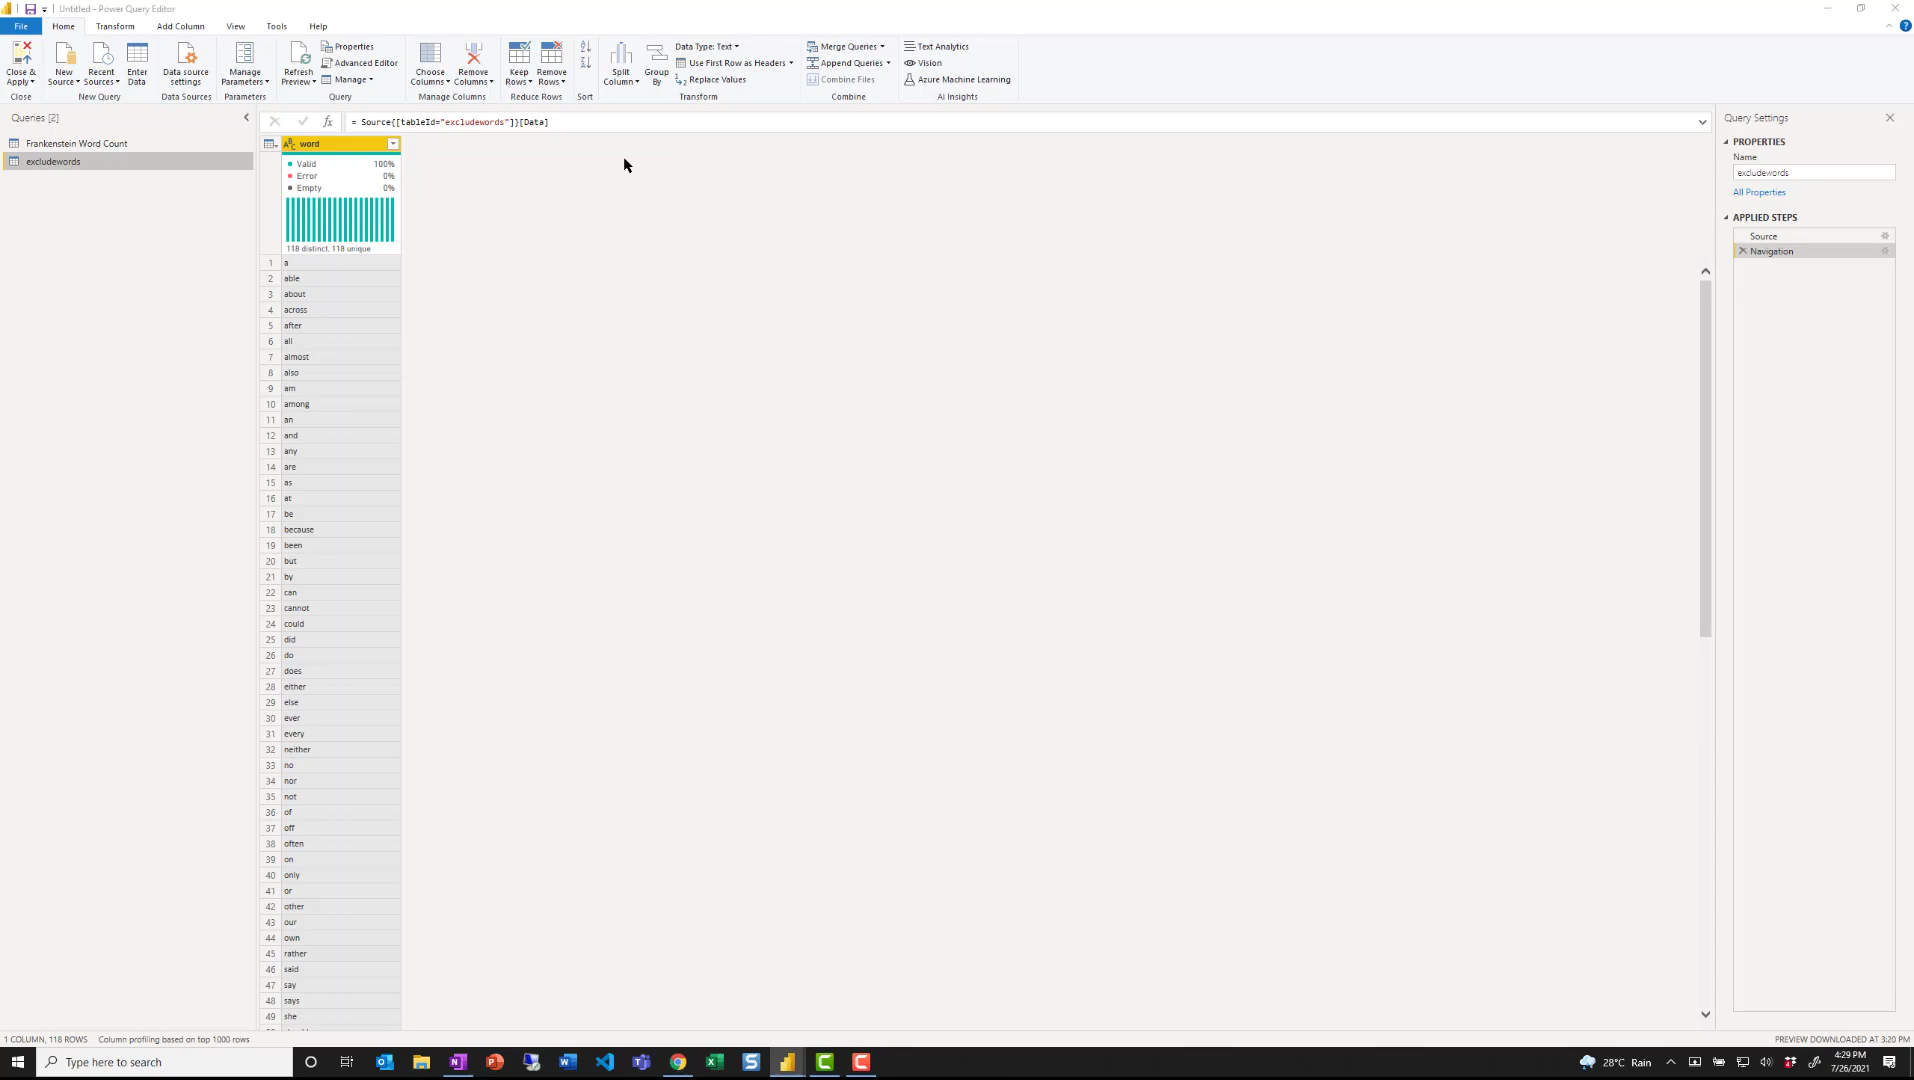 Untitled - Power Query Editor
File Home Transform Add Column View Tools Help
Close & Apply
New Source
Recent Sources
Enter Data
Data source settings
Manage Parameters
Refresh Preview
Properties
Advanced Editor
Manage
Choose Columns
Remove Columns
Keep Rows
Remove Rows
Split Column
Group By
Data Type: Text
Use First Row as Headers
Replace Values
Merge Queries
Append Queries
Combine Files
Text Analytics
Vision
Azure Machine Learning
Close New Query Data Sources Parameters Query Manage Columns Reduce Rows Sort Transform Combine AI Insights
Queries [2]
Frankenstein Word Count
excludewords
fx = Source{[tableId="excludewords"]}[Data]
ABC word
Valid 100%
Error 0%
Empty 0%
118 distinct, 118 unique
1 a
2 able
3 about
4 across
5 after
6 all
7 almost
8 also
9 am
10 among
11 an
12 and
13 any
14 are
15 as
16 at
17 be
18 because
19 been
20 but
21 by
22 can
23 cannot
24 could
25 did
26 do
27 does
28 either
29 else
30 ever
31 every
32 neither
33 no
34 nor
35 not
36 of
37 off
38 often
39 on
40 only
41 or
42 other
43 our
44 own
45 rather
46 said
47 say
48 says
49 she
Query Settings
PROPERTIES
Name
excludewords
All Properties
APPLIED STEPS
Source
Navigation
1 COLUMN, 118 ROWS Column profiling based on top 1000 rows
PREVIEW DOWNLOADED AT 3:20 PM
Type here to search
28°C Rain
4:29 PM
7/26/2021